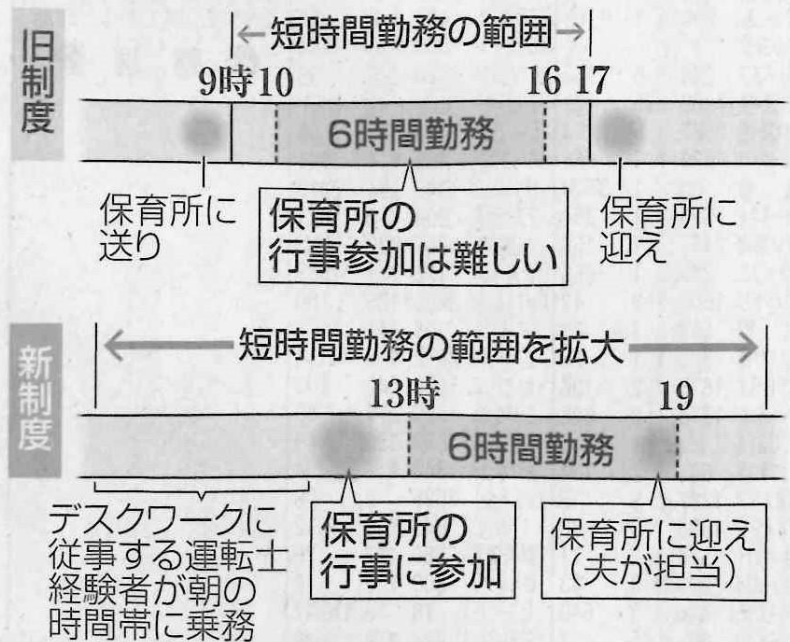 旧制度
短時間勤務の範囲
9時 10 16 17
6時間勤務
保育所に
送り
保育所の
行事参加は難しい
保育所に
迎え
新制度
短時間勤務の範囲を拡大
13時 19
6時間勤務
デスクワークに
従事する運転士
経験者が朝の
時間帯に乗務
保育所の
行事に参加
保育所に迎え
(夫が担当)